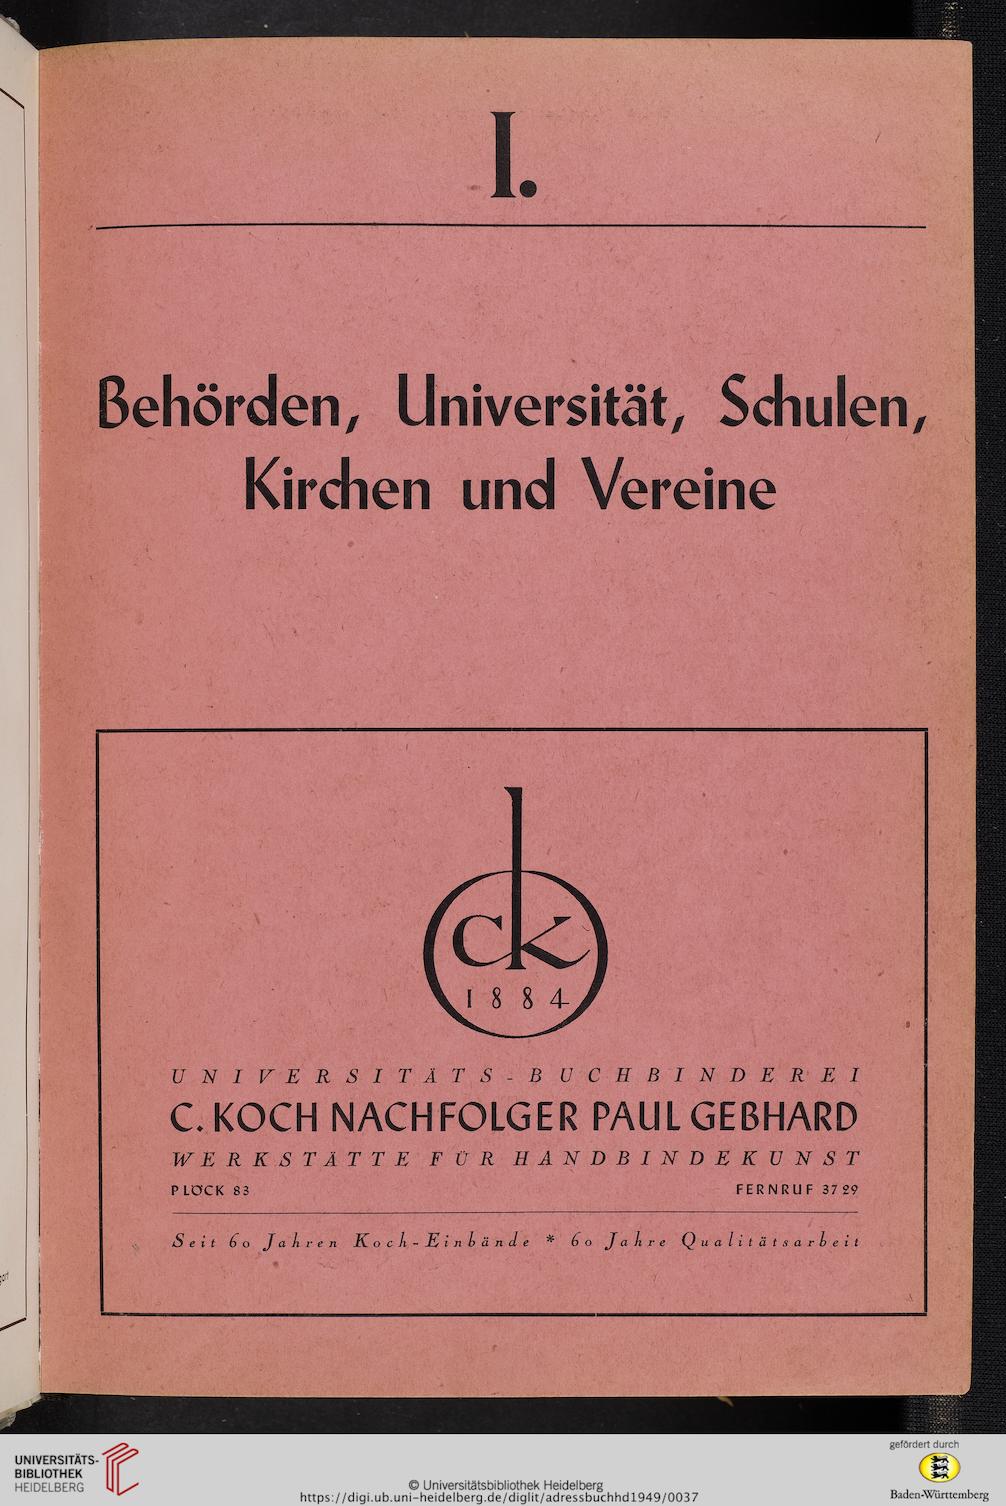 I.
Behörden, Universität, Schulen,
Kirchen und Vereine
ck
1884
UNIVERSITÄTS-BUCHBINDEREI
C. KOCH NACHFOLGER PAUL GEBHARD
WERKSTÄTTE FÜR HANDBINDEKUNST
PLÖCK 83 FERNRUF 3729
Seit 60 Jahren Koch-Einbände * 60 Jahre Qualitätsarbeit
UNIVERSITÄTS-
BIBLIOTHEK
HEIDELBERG
© Universitätsbibliothek Heidelberg
https://digi.ub.uni-heidelberg.de/diglit/adressbuchhd1949/0037
gefördert durch
Baden-Württemberg